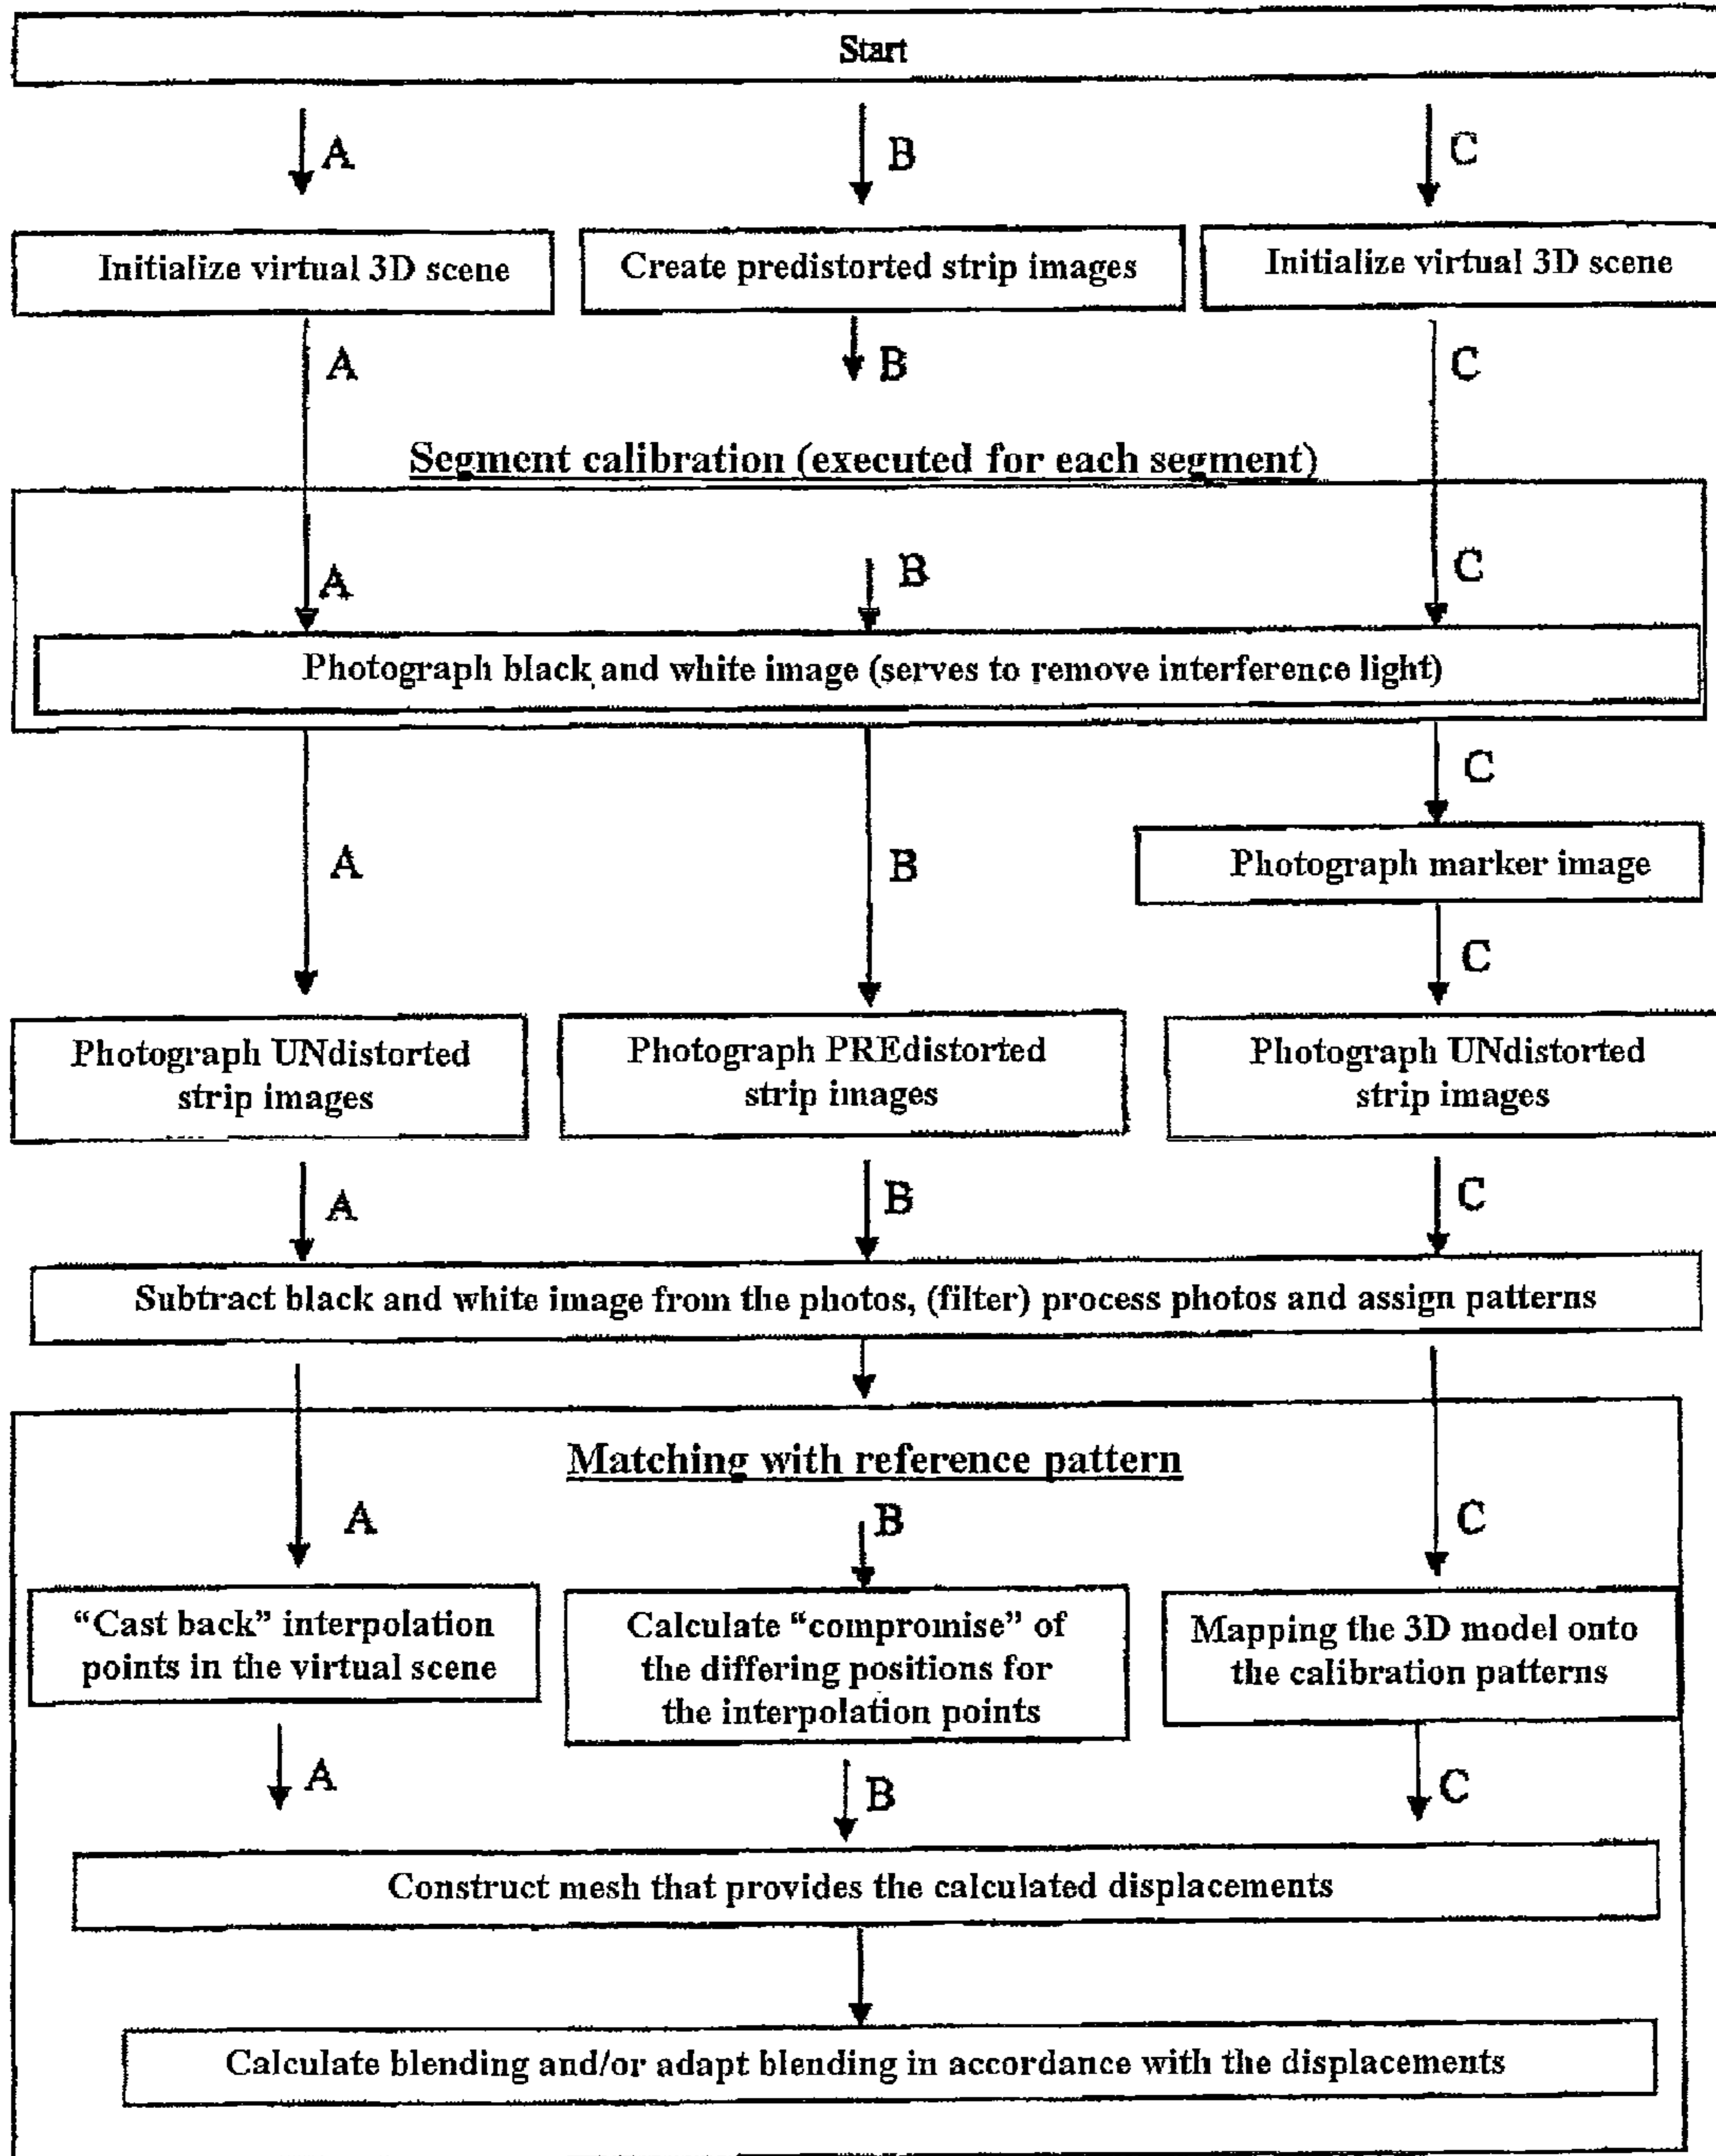 Start
A
B
C
Initialize virtual 3D scene
Create predistorted strip images
Initialize virtual 3D scene
A
B
C
Segment calibration (executed for each segment)
A
B
C
Photograph black and white image (serves to remove interference light)
C
A
B
Photograph marker image
C
Photograph UNdistorted
strip images
Photograph PREdistorted
strip images
Photograph UNdistorted
strip images
A
B
C
Subtract black and white image from the photos, (filter) process photos and assign patterns
Matching with reference pattern
A
B
C
“Cast back” interpolation
points in the virtual scene
Calculate “compromise” of
the differing positions for
the interpolation points
Mapping the 3D model onto
the calibration patterns
A
B
C
Construct mesh that provides the calculated displacements
Calculate blending and/or adapt blending in accordance with the displacements